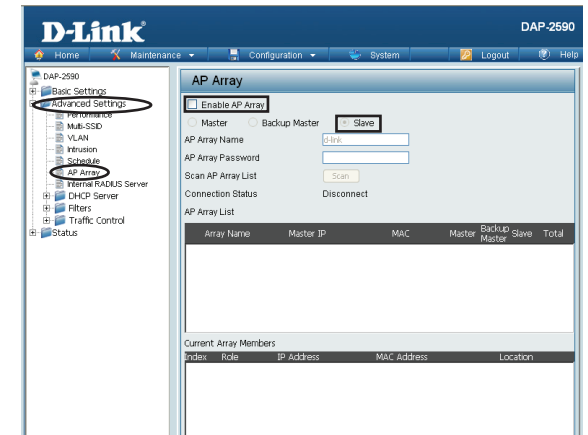 D-Link®
DAP-2590
Home Maintenance Configuration System Logout Help
DAP-2590
Basic Settings
Advanced Settings
Performance
Multi-SSID
VLAN
Intrusion
Schedule
AP Array
Internal RADIUS Server
DHCP Server
Filters
Traffic Control
Status
AP Array
Enable AP Array
Master Backup Master Slave
AP Array Name d-link
AP Array Password
Scan AP Array List Scan
Connection Status Disconnect
AP Array List
Array Name Master IP MAC Master Backup Master Slave Total
Current Array Members
Index Role IP Address MAC Address Location